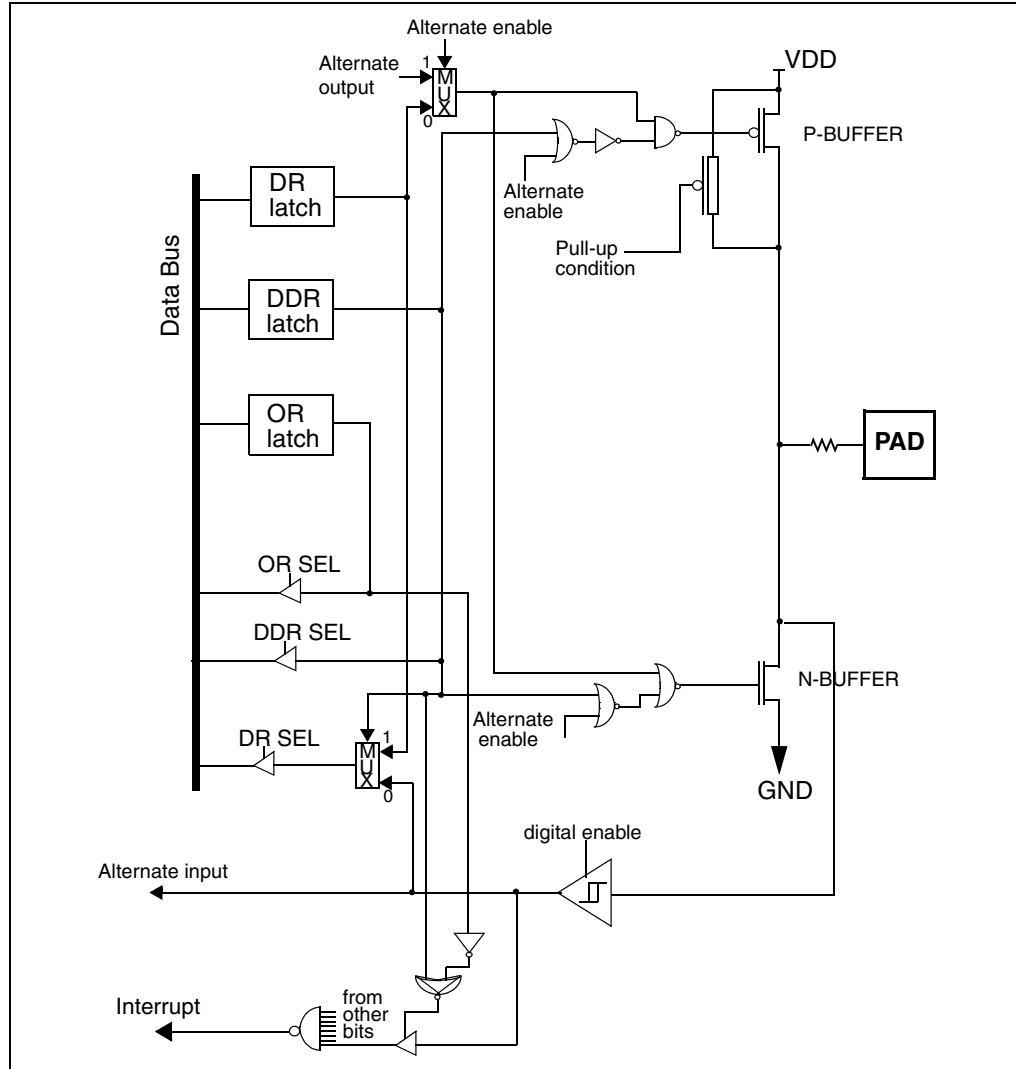 Alternate enable
Alternate
output
1
MUX
0
VDD
P-BUFFER
Alternate
enable
Pull-up
condition
DR
latch
Data Bus
DDR
latch
OR
latch
PAD
OR SEL
DDR SEL
N-BUFFER
Alternate
enable
DR SEL
1
MUX
0
GND
digital enable
Alternate input
Interrupt
from
other
bits